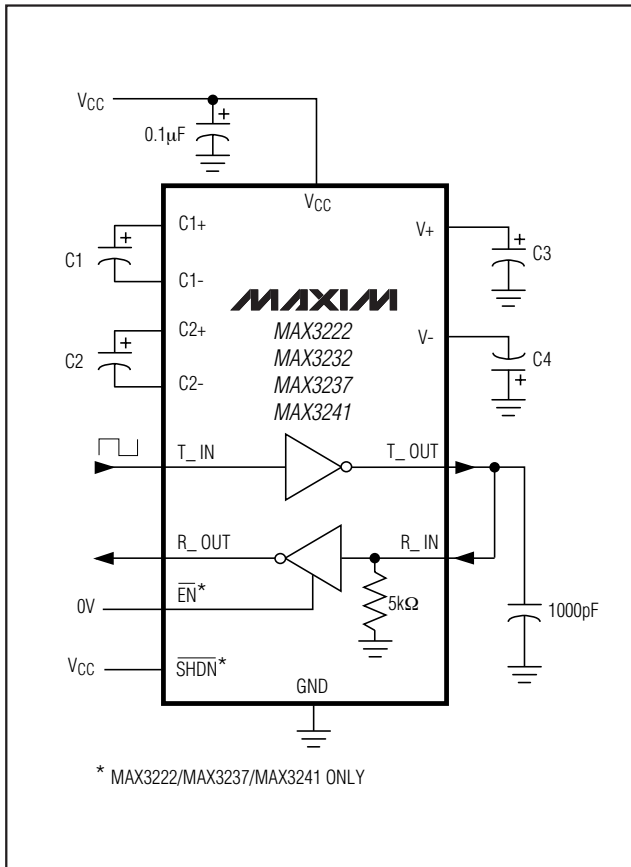 VCC
0.1µF
+
VCC
C1+
V+
C1
+
+
C3
C1-
MAXIM
C2+
MAX3222
V-
C2
+
MAX3232
C4
C2-
MAX3237
+
MAX3241
T_ IN
T_ OUT
R_ OUT
R_ IN
0V
EN*
5kΩ
1000pF
VCC
SHDN*
GND
* MAX3222/MAX3237/MAX3241 ONLY